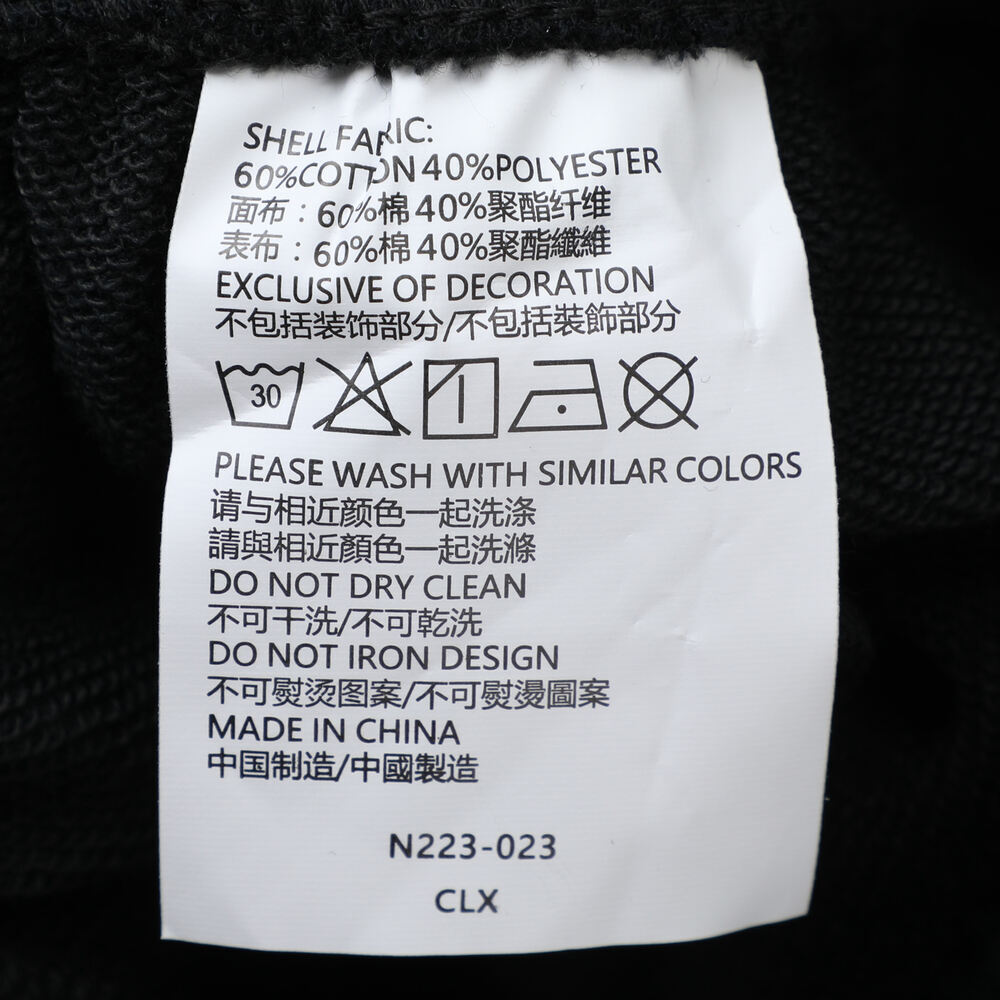 SHELL FABRIC:
60%COTTON 40%POLYESTER
面布：60%棉 40%聚酯纤维
表布：60%棉 40%聚酯纖維
EXCLUSIVE OF DECORATION
不包括装饰部分/不包括裝飾部分
30
PLEASE WASH WITH SIMILAR COLORS
请与相近颜色一起洗涤
請與相近顏色一起洗滌
DO NOT DRY CLEAN
不可干洗/不可乾洗
DO NOT IRON DESIGN
不可熨烫图案/不可熨燙圖案
MADE IN CHINA
中国制造/中國製造
N223-023
CLX